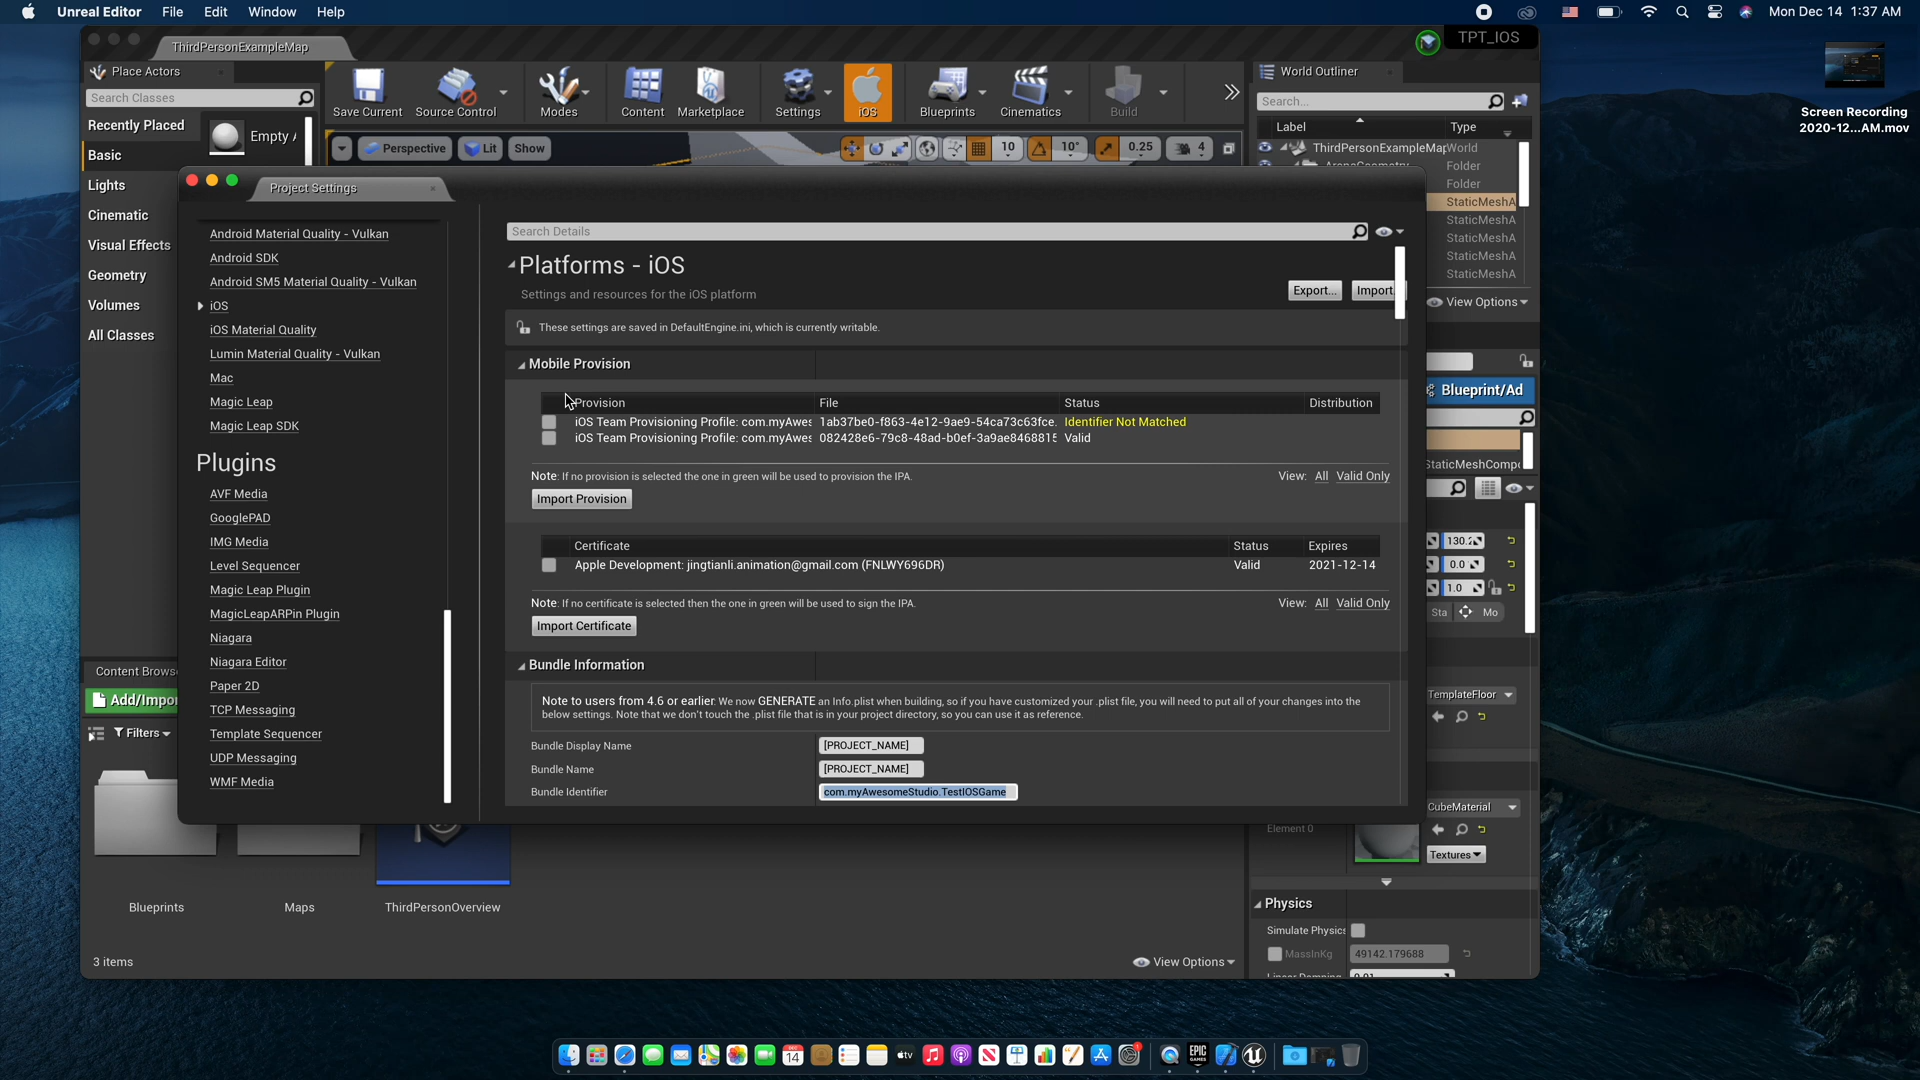 Unreal Editor File Edit Window Help
Mon Dec 14 1:37 AM
ThirdPersonExampleMap
TPT_IOS
Place Actors
Search Classes
Recently Placed
Basic
Lights
Cinematic
Visual Effects
Geometry
Volumes
All Classes
Empty A
Save Current
Source Control
Modes
Content
Marketplace
Settings
iOS
Blueprints
Cinematics
Build
Perspective
Lit
Show
10
10°
0.25
4
World Outliner
Search...
Label
Type
ThirdPersonExampleMap
World
Folder
Folder
StaticMeshA
StaticMeshA
StaticMeshA
StaticMeshA
StaticMeshA
View Options
Screen Recording
2020-12...AM.mov
Project Settings
Android Material Quality - Vulkan
Android SDK
Android SM5 Material Quality - Vulkan
iOS
iOS Material Quality
Lumin Material Quality - Vulkan
Mac
Magic Leap
Magic Leap SDK
Plugins
AVF Media
GooglePAD
IMG Media
Level Sequencer
Magic Leap Plugin
MagicLeapARPin Plugin
Niagara
Niagara Editor
Paper 2D
TCP Messaging
Template Sequencer
UDP Messaging
WMF Media
Search Details
Platforms - iOS
Settings and resources for the iOS platform
Export...
Import
These settings are saved in DefaultEngine.ini, which is currently writable.
Mobile Provision
Provision
File
Status
Distribution
iOS Team Provisioning Profile: com.myAwes 1ab37be0-f863-4e12-9ae9-54ca73c63fce. Identifier Not Matched
iOS Team Provisioning Profile: com.myAwes 082428e6-79c8-48ad-b0ef-3a9ae8468815 Valid
Note: If no provision is selected the one in green will be used to provision the IPA.
View: All Valid Only
Import Provision
Certificate
Status
Expires
Apple Development: jingtianli.animation@gmail.com (FNLWY696DR) Valid 2021-12-14
Note: If no certificate is selected then the one in green will be used to sign the IPA.
View: All Valid Only
Import Certificate
Bundle Information
Note to users from 4.6 or earlier: We now GENERATE an Info.plist when building, so if you have customized your .plist file, you will need to put all of your changes into the
below settings. Note that we don't touch the .plist file that is in your project directory, so you can use it as reference.
Bundle Display Name
[PROJECT_NAME]
Bundle Name
[PROJECT_NAME]
Bundle Identifier
com.myAwesomeStudio.TestIOSGame
Blueprint/Ad
StaticMeshComp
130.2
0.0
1.0
Sta
Mo
TemplateFloor
CubeMaterial
Element 0
Textures
Physics
Simulate Physics
MassInKg
49142.179688
Content Brows
Add/Impor
Filters
Blueprints
Maps
ThirdPersonOverview
3 items
View Options
DEC
14
tv
EPIC
GAMES
1